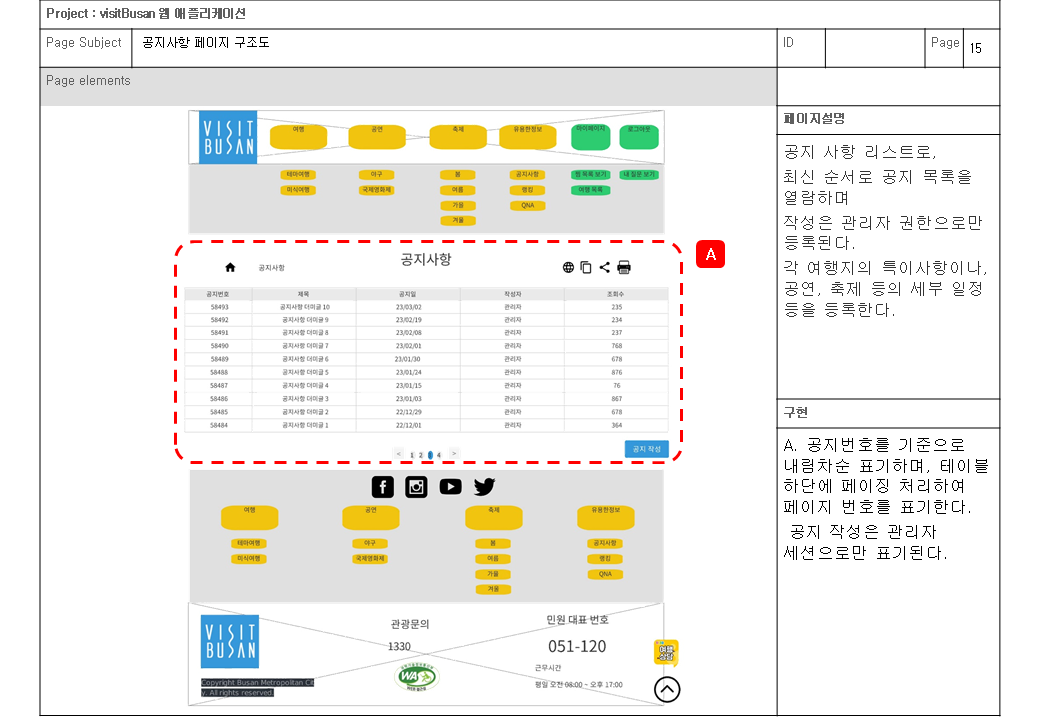 Project : visitBusan 웹 애플리케이션
Page Subject 공지사항 페이지 구조도 ID Page 15
Page elements
페이지설명
VISIT
BUSAN
여행 공연 축제 유용한정보 마이페이지 로그아웃
테마여행 야구 봄 공지사항 찜 목록 보기 내 질문 보기
미식여행 국제영화제 여름 랭킹 여행 목록
가을 QNA
겨울
공지 사항 리스트로,
최신 순서로 공지 목록을
열람하며
작성은 관리자 권한으로만
등록된다.
각 여행지의 특이사항이나,
공연, 축제 등의 세부 일정
등을 등록한다.
A
공지사항
공지사항
공지번호 제목 공지일 작성자 조회수
58493 공지사항 더미글 10 23/03/02 관리자 235
58492 공지사항 더미글 9 23/02/19 관리자 234
58491 공지사항 더미글 8 23/02/08 관리자 237
58490 공지사항 더미글 7 23/02/01 관리자 768
58489 공지사항 더미글 6 23/01/30 관리자 678
58488 공지사항 더미글 5 23/01/24 관리자 876
58487 공지사항 더미글 4 23/01/15 관리자 76
58486 공지사항 더미글 3 23/01/03 관리자 867
58485 공지사항 더미글 2 22/12/29 관리자 678
58484 공지사항 더미글 1 22/12/01 관리자 364
< 1 2 3 4 >
공지 작성
구현
A. 공지번호를 기준으로
내림차순 표기하며, 테이블
하단에 페이징 처리하여
페이지 번호를 표기한다.
공지 작성은 관리자
세션으로만 표기된다.
여행 공연 축제 유용한정보
테마여행 야구 봄 공지사항
미식여행 국제영화제 여름 랭킹
가을 QNA
겨울
VISIT
BUSAN
관광문의
1330
WA
민원 대표 번호
051-120
근무시간
평일 오전 08:00 ~ 오후 17:00
여행
상담
Copyright Busan Metropolitan Cit
y. All rights reserved.